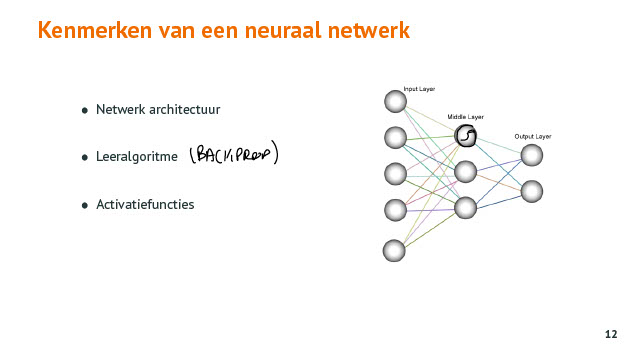 Kenmerken van een neuraal netwerk
Input Layer
Middle Layer
Output Layer
● Netwerk architectuur
● Leeralgoritme (BACKPROP)
● Activatiefuncties
12